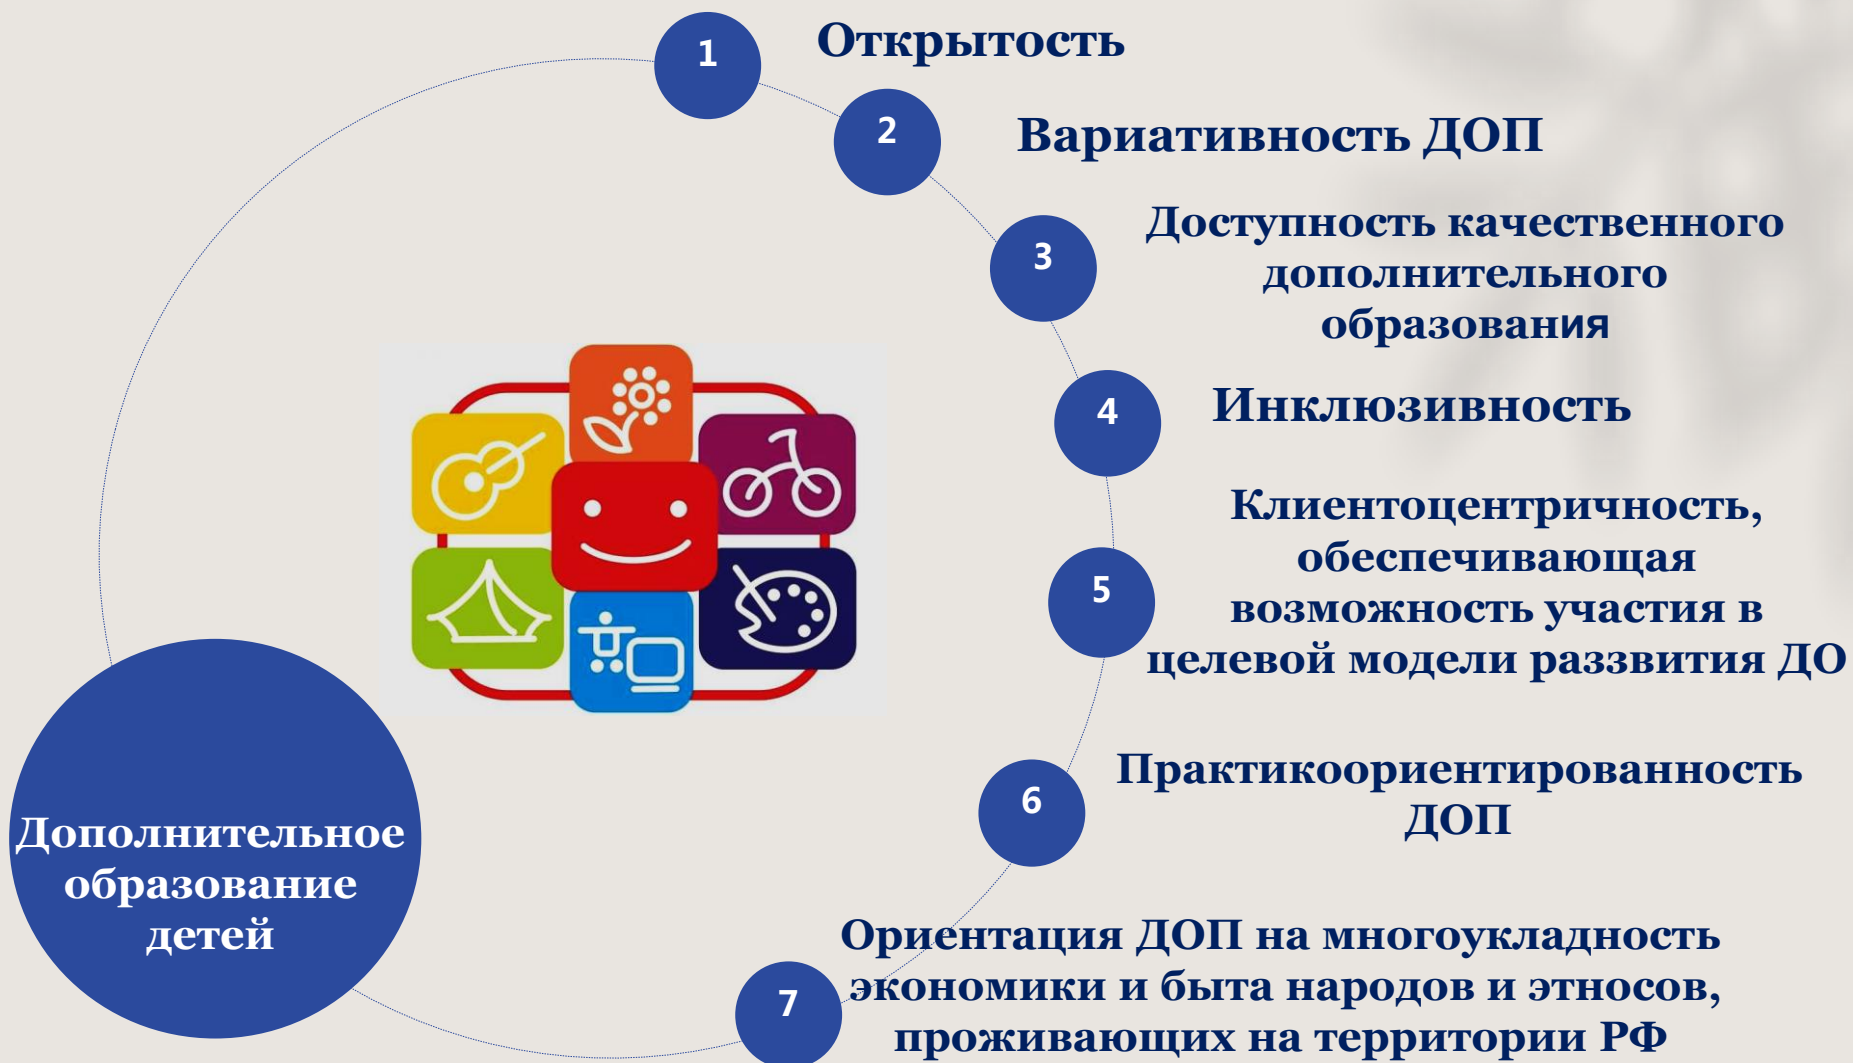 1
Открытость
2
Вариативность ДОП
3
Доступность качественного
дополнительного
образования
4
Инклюзивность
5
Клиентоцентричность,
обеспечивающая
возможность участия в
целевой модели раззвития ДО
6
Практикоориентированность
ДОП
7
Ориентация ДОП на многоукладность
экономики и быта народов и этносов,
проживающих на территории РФ
Дополнительное
образование
детей